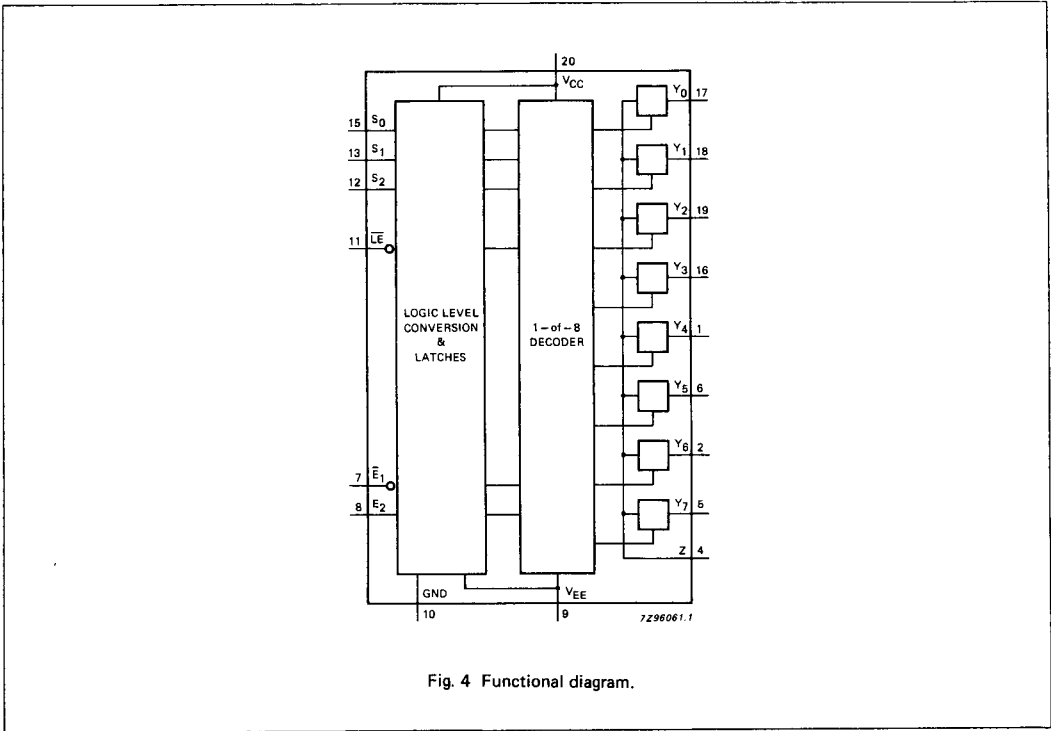 20
VCC
Y0 17
15 S0
13 S1
Y1 18
12 S2
Y2 19
11 LE
Y3 16
LOGIC LEVEL
CONVERSION
&
LATCHES
1-of-8
DECODER
Y4 1
Y5 6
Y6 2
7 E1
8 E2
Y7 5
Z 4
GND
VEE
10
9
7Z96061.1
Fig. 4 Functional diagram.